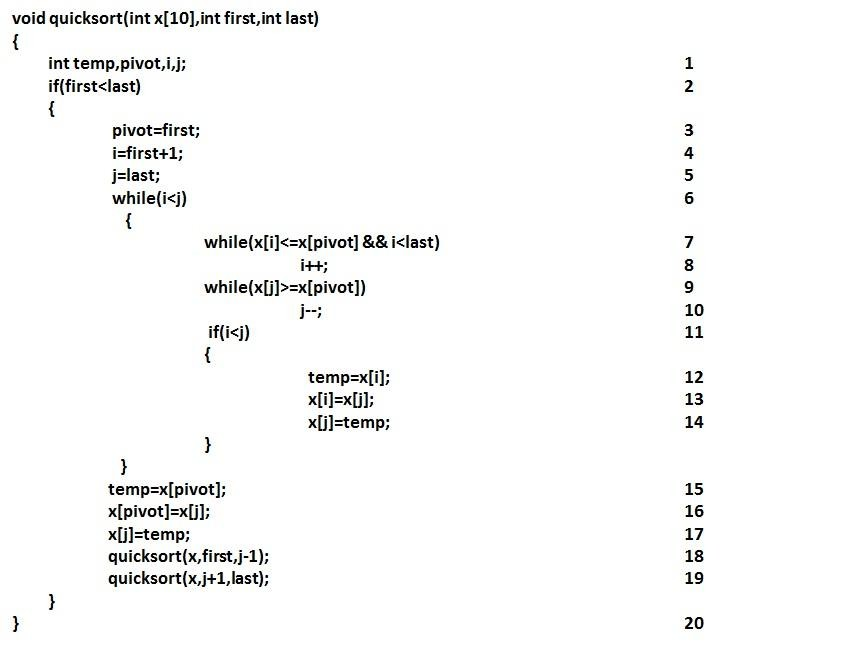 void quicksort(int x[10],int first,int last)
{
int temp,pivot,i,j; 1
if(first<last) 2
{
pivot=first; 3
i=first+1; 4
j=last; 5
while(i<j) 6
{
while(x[i]<=x[pivot] && i<last) 7
i++; 8
while(x[j]>=x[pivot]) 9
j--; 10
if(i<j) 11
{
temp=x[i]; 12
x[i]=x[j]; 13
x[j]=temp; 14
}
}
temp=x[pivot]; 15
x[pivot]=x[j]; 16
x[j]=temp; 17
quicksort(x,first,j-1); 18
quicksort(x,j+1,last); 19
}
} 20